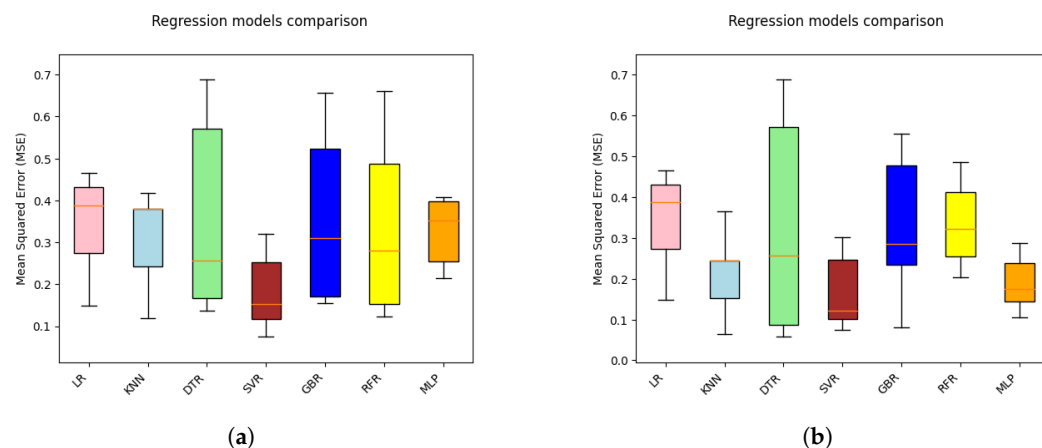 Regression models comparison
Mean Squared Error (MSE)
0.7
0.6
0.5
0.4
0.3
0.2
0.1
LR KNN DTR SVR GBR RFR MLP
(a)
Regression models comparison
Mean Squared Error (MSE)
0.7
0.6
0.5
0.4
0.3
0.2
0.1
0.0
LR KNN DTR SVR GBR RFR MLP
(b)